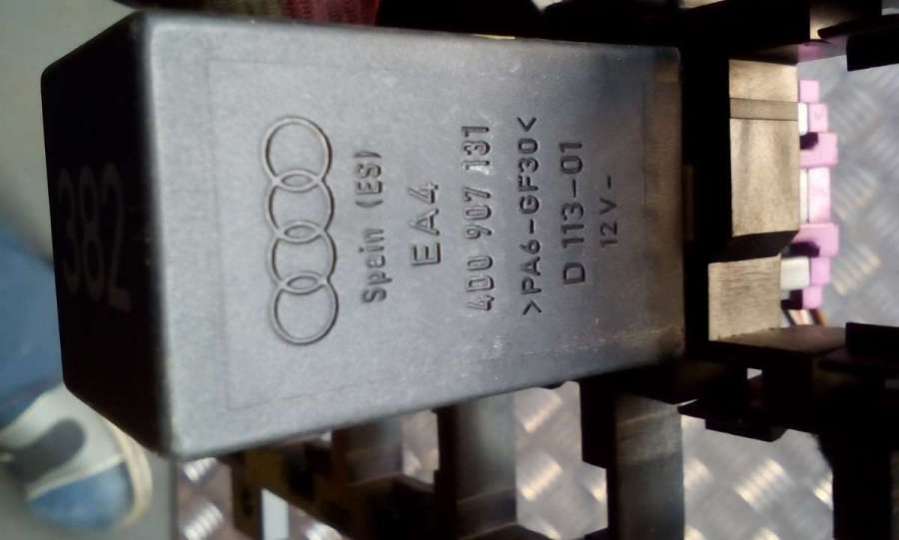 382
Spain (ES)
EA4
4D0 907 131
>PA6-GF30<
D 113-01
12 V-